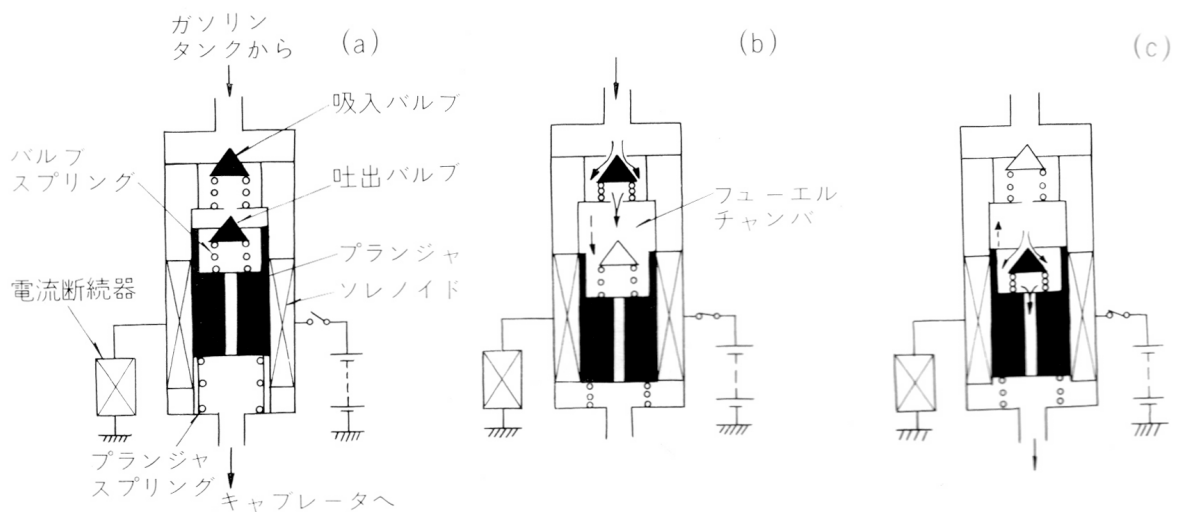 ガソリン
タンクから
(a)
吸入バルブ
バルブ
スプリング
吐出バルブ
プランジャ
ソレノイド
電流断続器
プランジャ
スプリング
キャブレータへ
(b)
フューエル
チャンバ
(c)